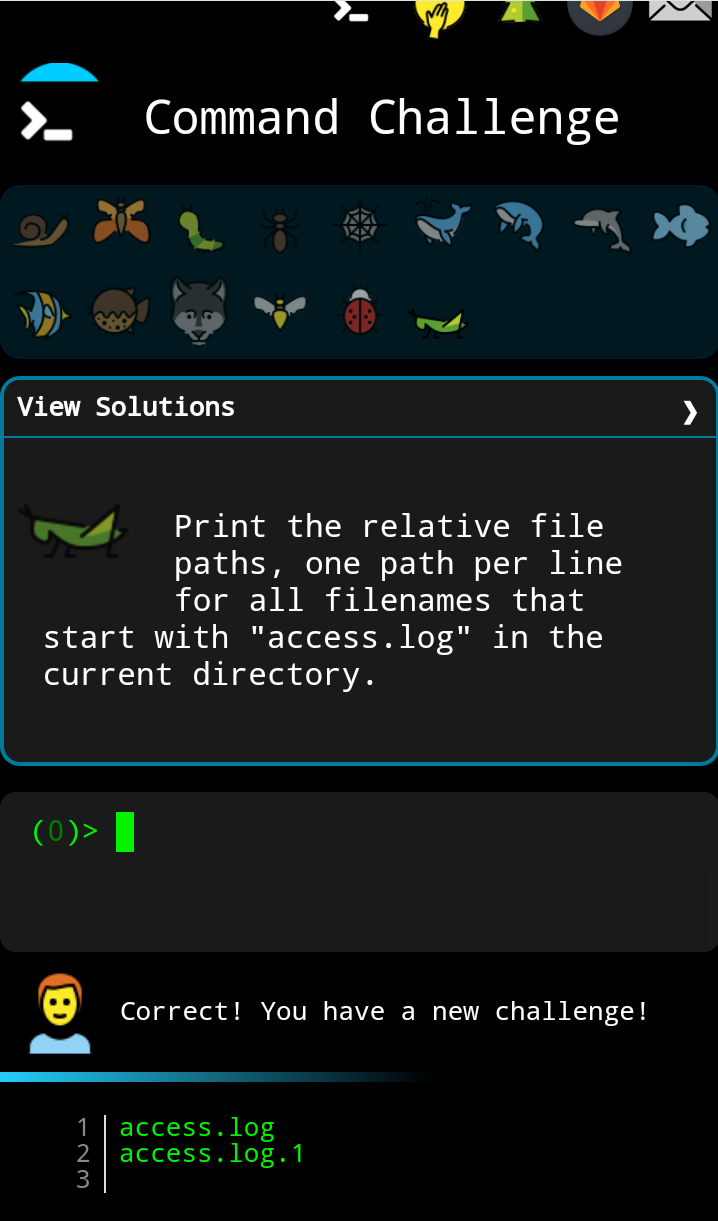 Command Challenge
View Solutions
Print the relative file
paths, one path per line
for all filenames that
start with "access.log" in the
current directory.
(0)>
Correct! You have a new challenge!
1 access.log
2 access.log.1
3